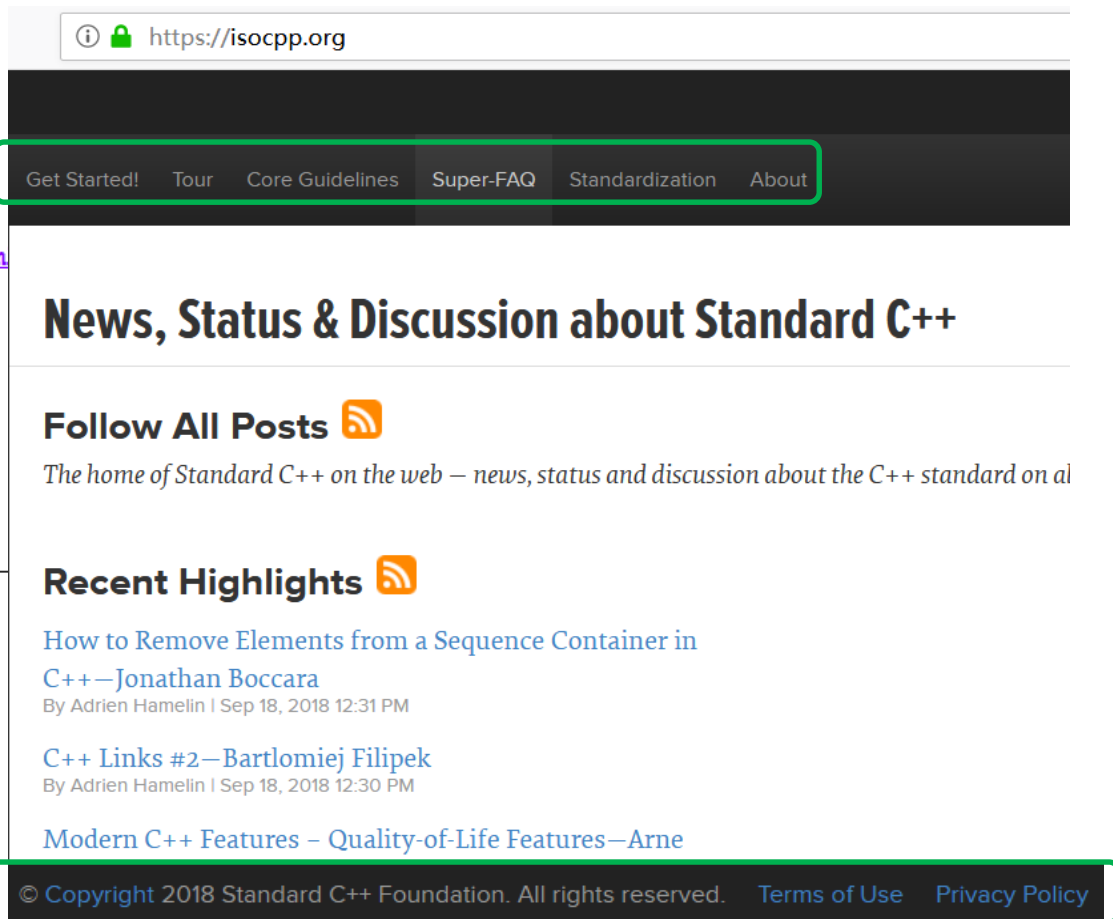 https://isocpp.org
Get Started! Tour Core Guidelines Super-FAQ Standardization About
News, Status & Discussion about Standard C++
Follow All Posts
The home of Standard C++ on the web — news, status and discussion about the C++ standard on
Recent Highlights
How to Remove Elements from a Sequence Container in
C++—Jonathan Boccara
By Adrien Hamelin | Sep 18, 2018 12:31 PM
C++ Links #2—Bartlomiej Filipek
By Adrien Hamelin | Sep 18, 2018 12:30 PM
Modern C++ Features – Quality-of-Life Features—Arne
© Copyright 2018 Standard C++ Foundation. All rights reserved. Terms of Use Privacy Policy